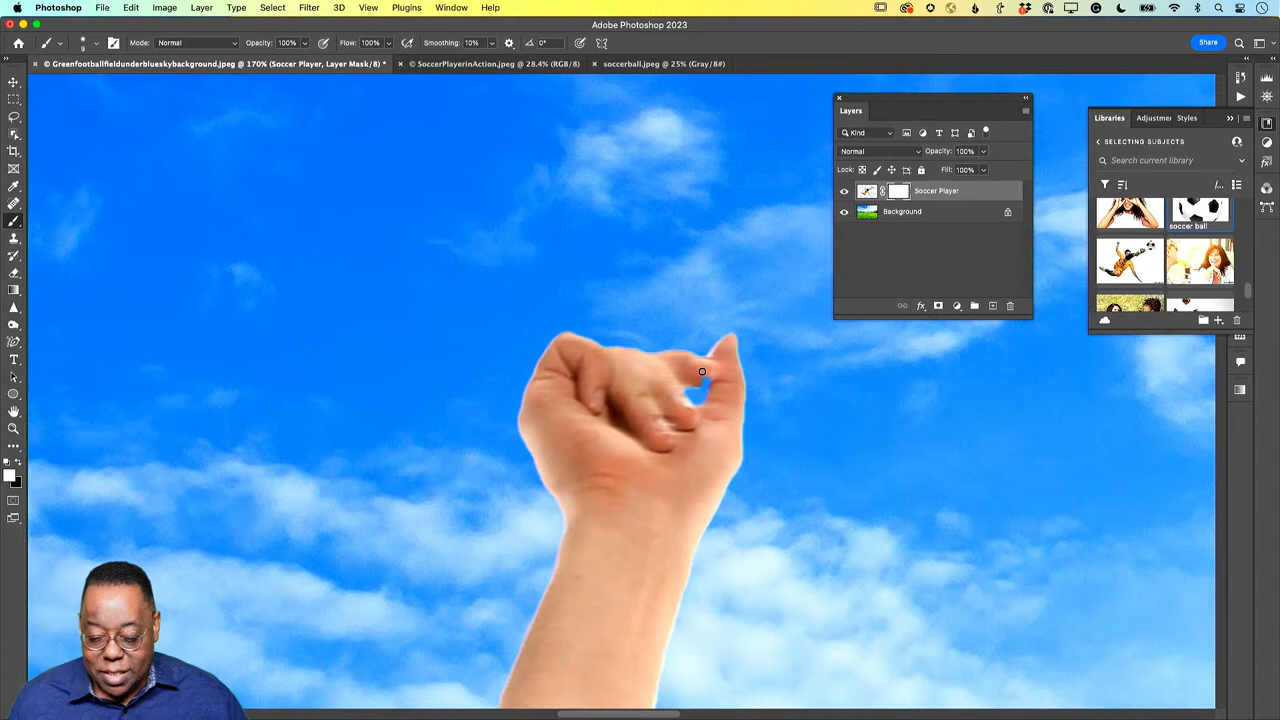 Photoshop File Edit Image Layer Type Select Filter 3D View Plugins Window Help
Adobe Photoshop 2023
Mode: Normal Opacity: 100% Flow: 100% Smoothing: 10% 0° Share
9
© Greenfootballfieldunderblueskybackground.jpeg @ 170% (Soccer Player, Layer Mask/8) * © SoccerPlayerinAction.jpeg @ 28.4% (RGB/8) soccerball.jpeg @ 25% (Gray/8#)
Layers
Kind
Normal Opacity: 100%
Lock: Fill: 100%
Soccer Player
Background
Libraries Adjustmer Styles
SELECTING SUBJECTS
Search current library
soccer ball